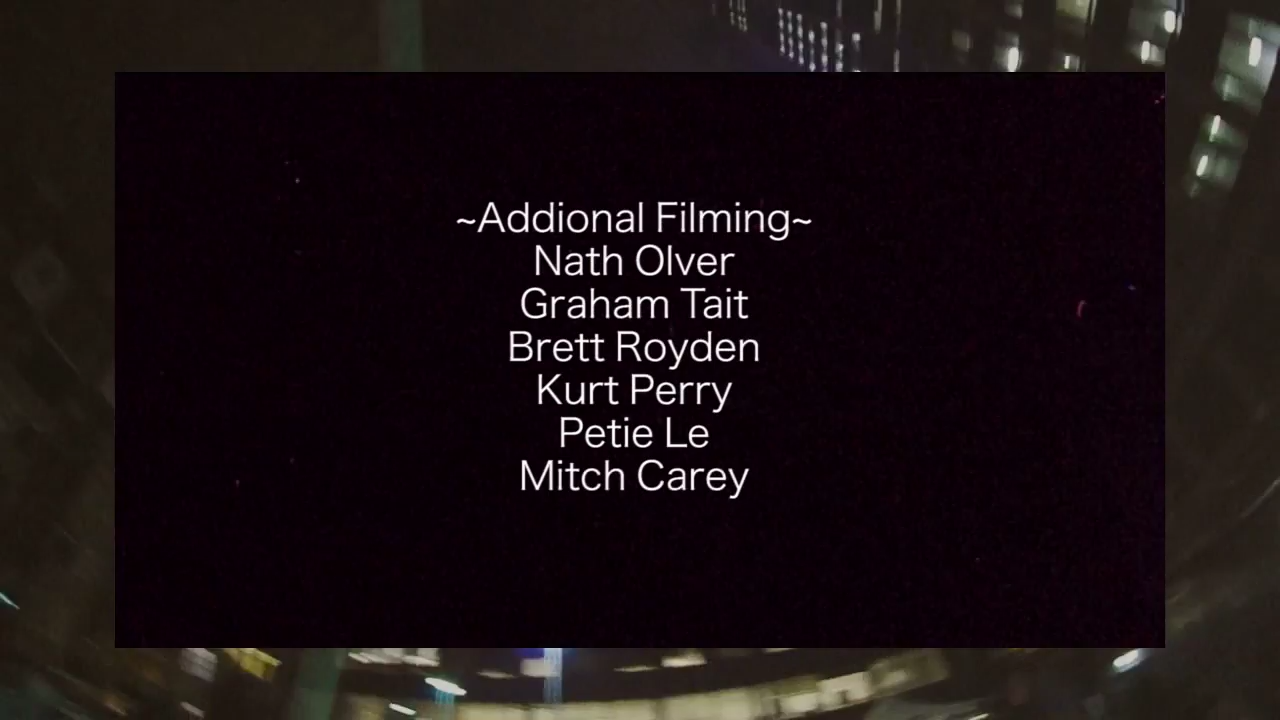 ~Addional Filming~
Nath Olver
Graham Tait
Brett Royden
Kurt Perry
Petie Le
Mitch Carey